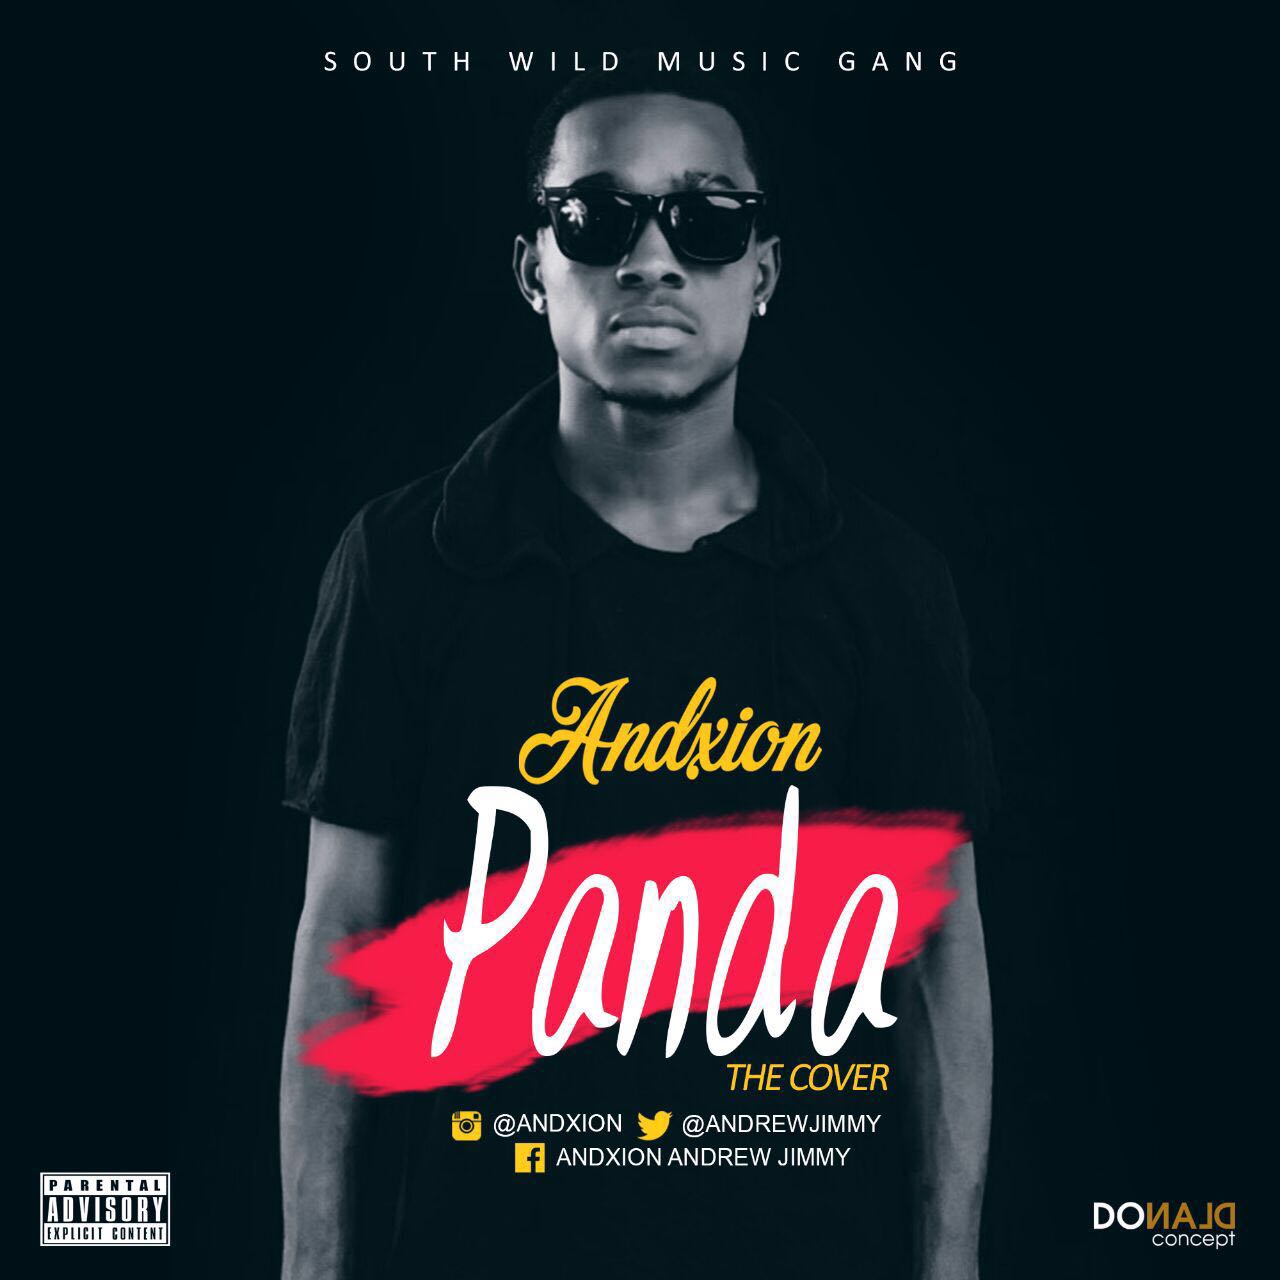 SOUTH WILD MUSIC GANG
Andxion
Panda
THE COVER
@ANDXION @ANDREWJIMMY
ANDXION ANDREW JIMMY
PARENTAL
ADVISORY
EXPLICIT CONTENT
DONALD
concept